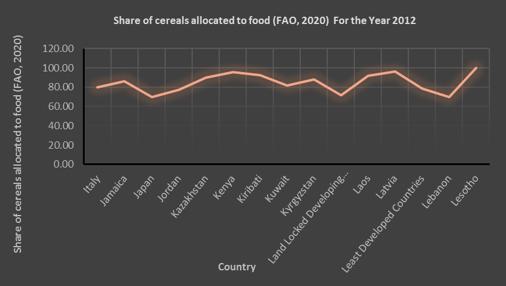 Share of cereals allocated to food (FAO, 2020)  For the Year 2012
Share of cereals allocated to food (FAO, 2020)
120.00
100.00
80.00
60.00
40.00
20.00
0.00
Italy
Jamaica
Japan
Jordan
Kazakhstan
Kenya
Kiribati
Kuwait
Kyrgyzstan
Land Locked Developing...
Laos
Latvia
Least Developed Countries
Lebanon
Lesotho
Country